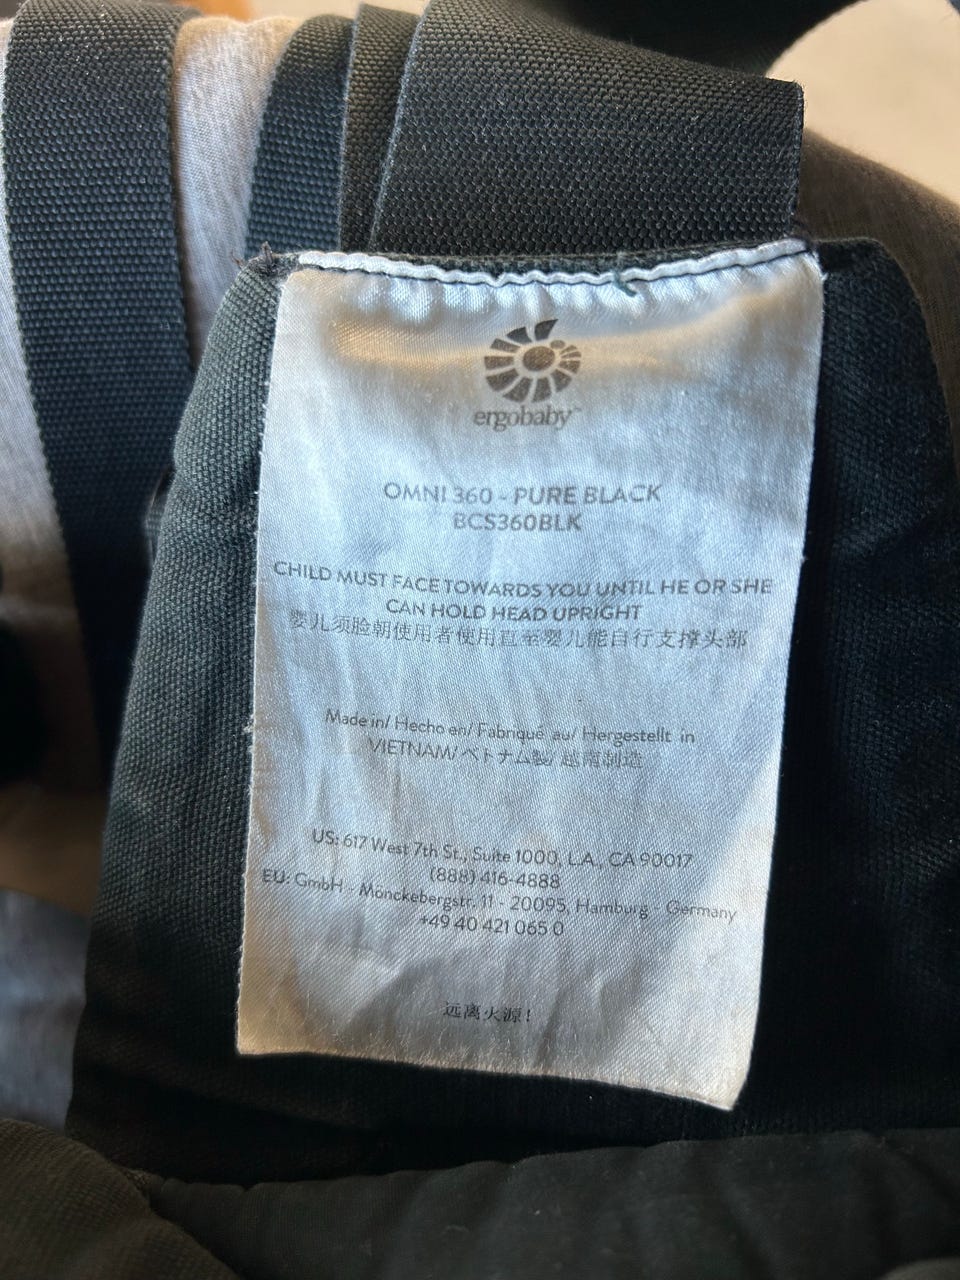 ergobaby™
OMNI 360 - PURE BLACK
BCS360BLK
CHILD MUST FACE TOWARDS YOU UNTIL HE OR SHE
CAN HOLD HEAD UPRIGHT
婴儿须脸朝使用者使用直至婴儿能自行支撑头部
Made in/ Hecho en/ Fabriqué au/ Hergestellt in
VIETNAM/ ベトナム製/ 越南制造
US: 617 West 7th St., Suite 1000, L.A., CA 90017
(888) 416-4888
EU: GmbH - Mönckebergstr. 11 - 20095, Hamburg - Germany
+49 40 421 065 0
远离火源!